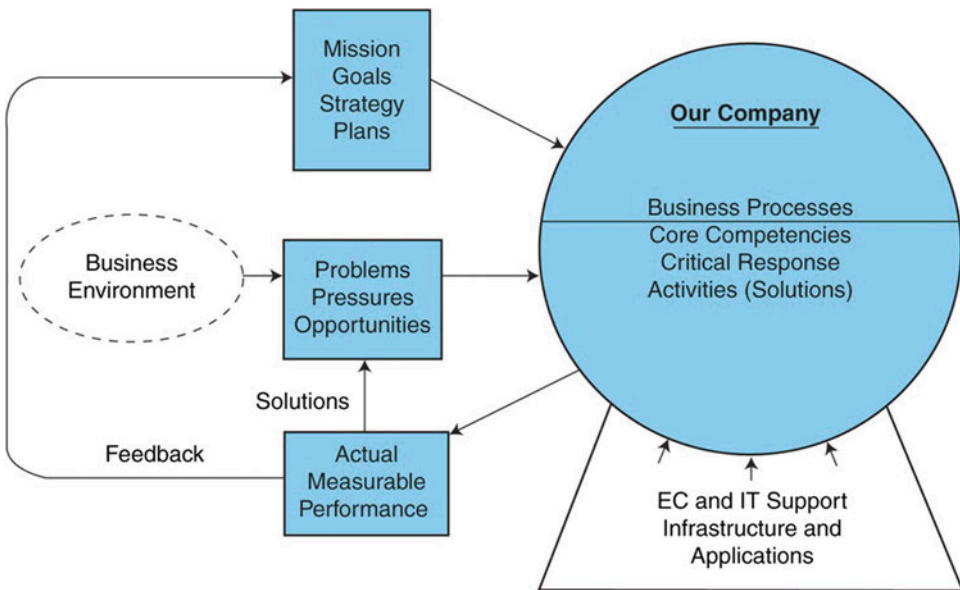 Mission
Goals
Strategy
Plans
Our Company
Business Processes
Core Competencies
Critical Response
Activities (Solutions)
Business
Environment
Problems
Pressures
Opportunities
Solutions
Feedback
Actual
Measurable
Performance
EC and IT Support
Infrastructure and
Applications